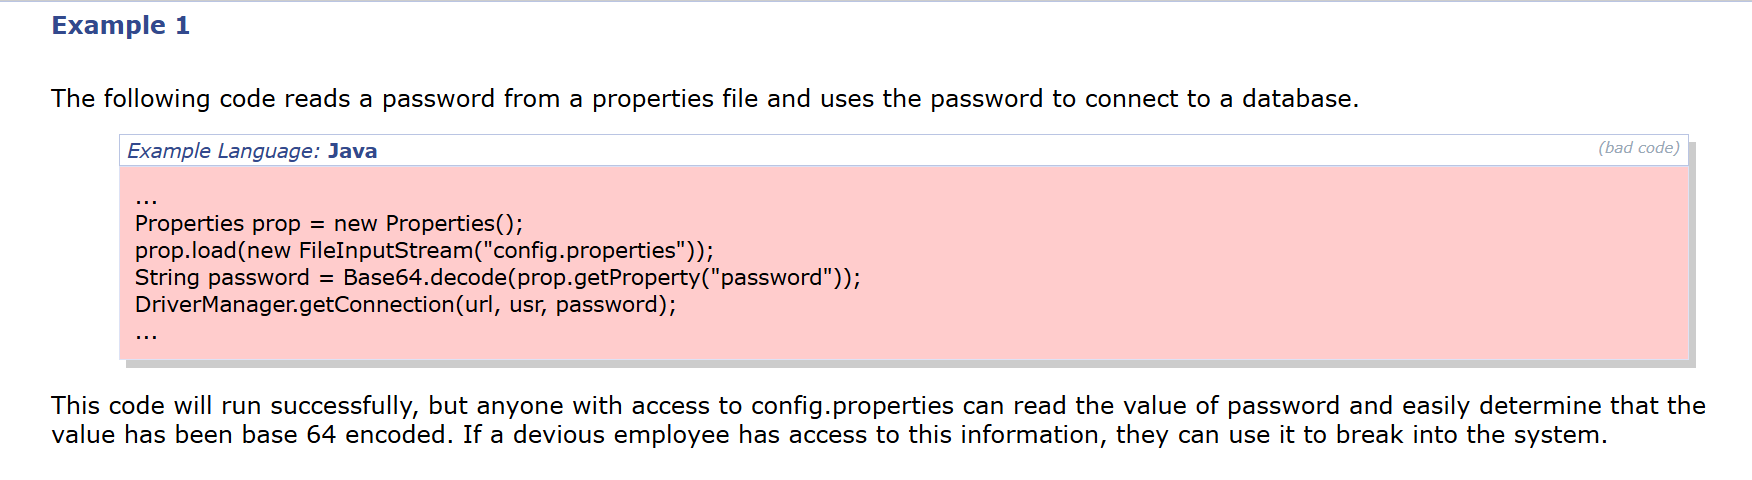 Example 1
The following code reads a password from a properties file and uses the password to connect to a database.
Example Language: Java
(bad code)
...
Properties prop = new Properties();
prop.load(new FileInputStream("config.properties"));
String password = Base64.decode(prop.getProperty("password"));
DriverManager.getConnection(url, usr, password);
...
This code will run successfully, but anyone with access to config.properties can read the value of password and easily determine that the
value has been base 64 encoded. If a devious employee has access to this information, they can use it to break into the system.